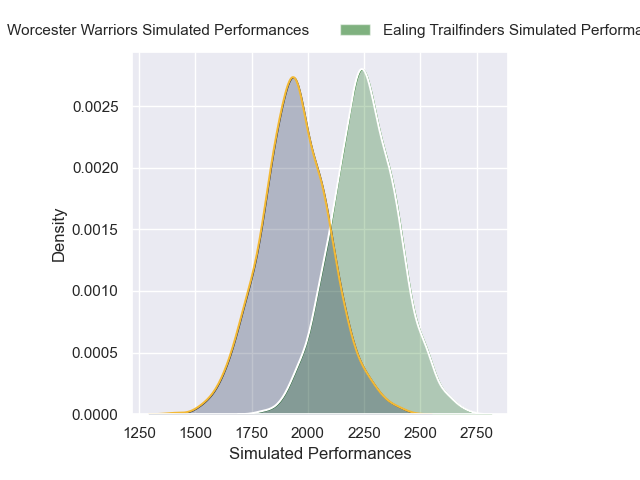 Worcester Warriors Simulated Performances Ealing Trailfinders Simulated Performa
0.0025
0.0020
0.0015
0.0010
0.0005
0.0000
Density
1250 1500 1750 2000 2250 2500 2750
Simulated Performances